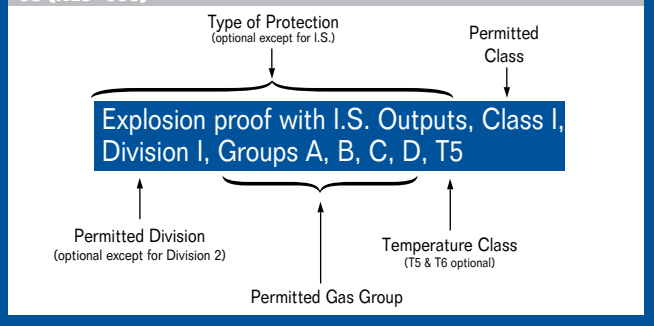 Type of Protection
(optional except for I.S.)
Permitted
Class
Explosion proof with I.S. Outputs, Class I,
Division I, Groups A, B, C, D, T5
Permitted Division
(optional except for Division 2)
Temperature Class
(T5 & T6 optional)
Permitted Gas Group